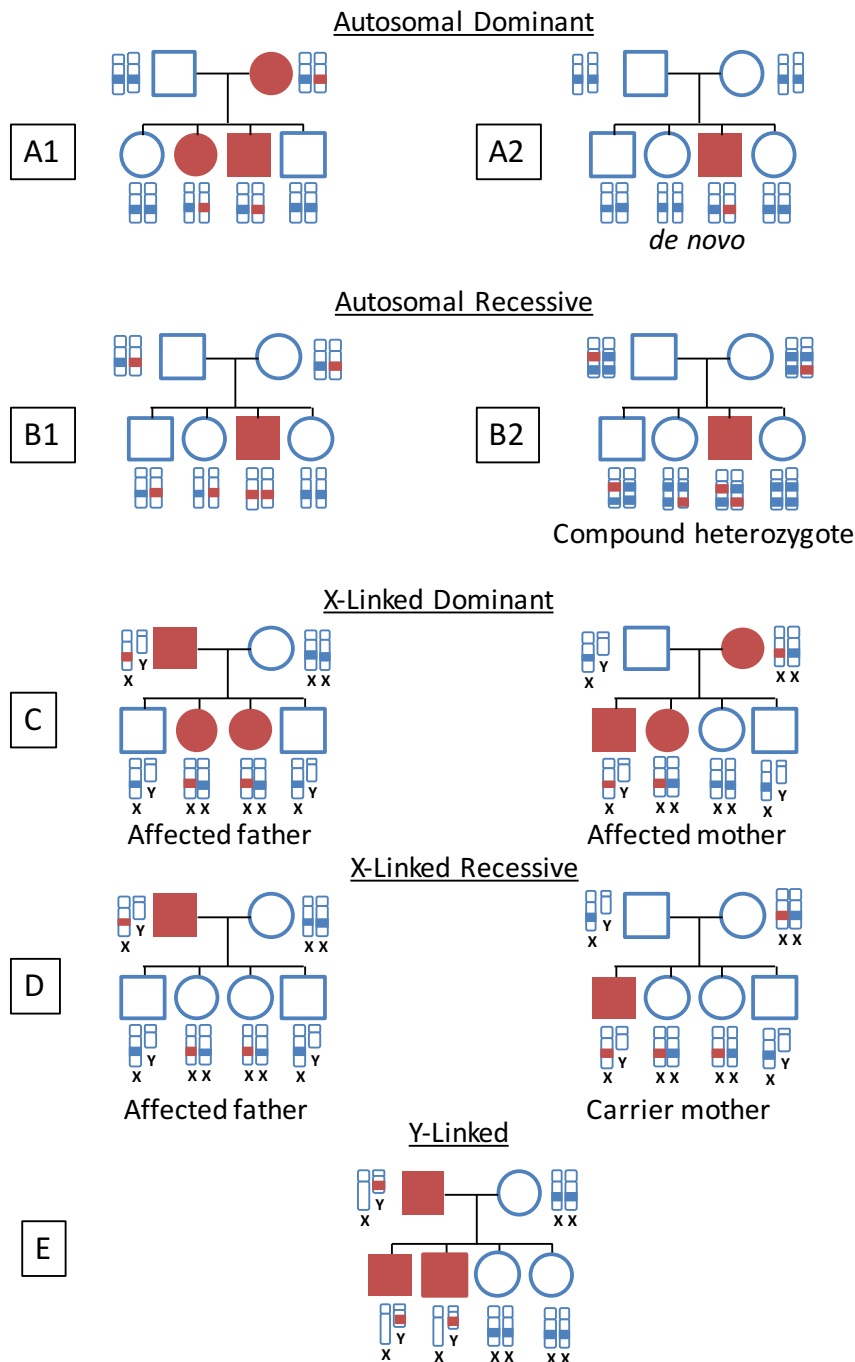 Autosomal Dominant
A1
A2
de novo
Autosomal Recessive
B1
B2
Compound heterozygote
X-Linked Dominant
Y
X
X X
X
Y
X X
C
Y
X
X X
X X
Y
X
Y
X
X X
X X
Y
X
Affected father
Affected mother
X-Linked Recessive
Y
X
X X
Y
X
X X
D
Y
X
X X
X X
Y
X
Y
X
X X
X X
Y
X
Affected father
Carrier mother
Y-Linked
Y
X
X X
E
Y
X
Y
X
X X
X X